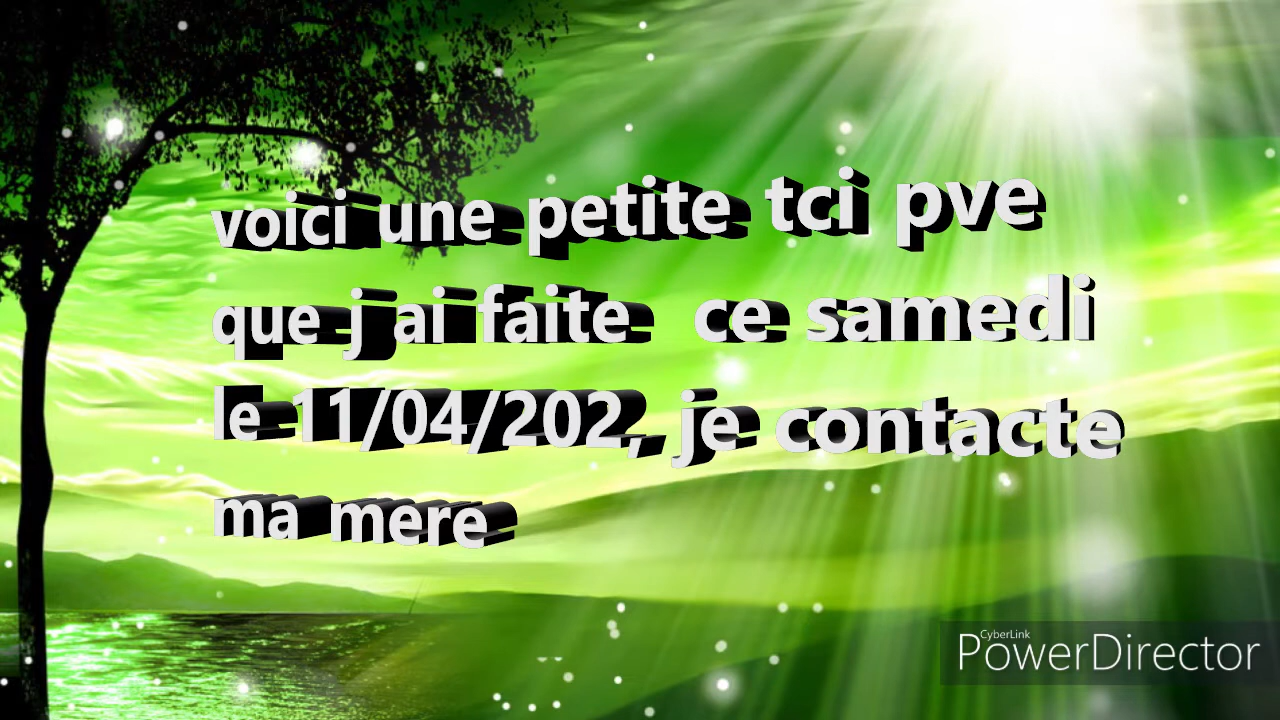 voici une petite tci pve
que j ai faite ce samedi
le 11/04/202, je contacte
ma mere
CyberLink
PowerDirector